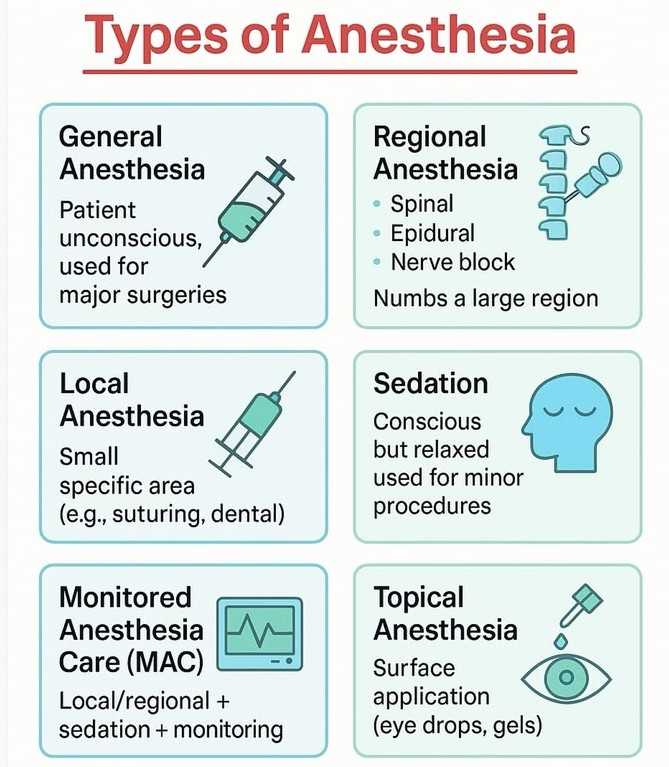 Types of Anesthesia
General
Anesthesia
Patient
unconscious,
used for
major surgeries
Regional
Anesthesia
• Spinal
• Epidural
• Nerve block
Numbs a large region
Local
Anesthesia
Small
specific area
(e.g., suturing, dental)
Sedation
Conscious
but relaxed
used for minor
procedures
Monitored
Anesthesia
Care (MAC)
Local/regional +
sedation + monitoring
Topical
Anesthesia
Surface
application
(eye drops, gels)